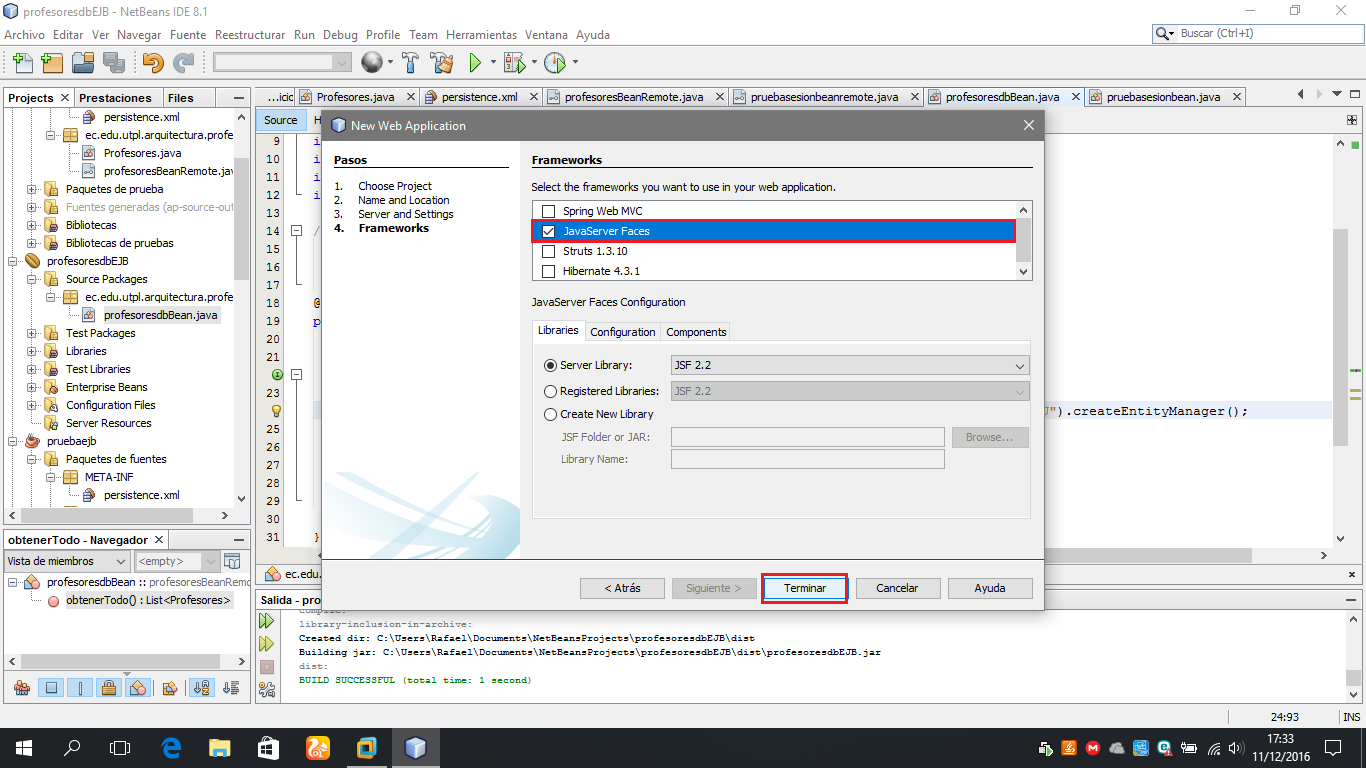 profesoresdbEJB - NetBeans IDE 8.1
Archivo Editar Ver Navegar Fuente Reestructurar Run Debug Profile Team Herramientas Ventana Ayuda
Buscar (Ctrl+I)
Projects Prestaciones Files
...icio Profesores.java persistence.xml profesoresBeanRemote.java pruebasesionbeanremote.java profesoresdbBean.java pruebasesionbean.java
Source H
persistence.xml
ec.edu.utpl.arquitectura.profe
Profesores.java
profesoresBeanRemote.jav
Paquetes de prueba
Fuentes generadas (ap-source-out
Bibliotecas
Bibliotecas de pruebas
profesoresdbEJB
Source Packages
ec.edu.utpl.arquitectura.profe
profesoresdbBean.java
Test Packages
Libraries
Test Libraries
Enterprise Beans
Configuration Files
Server Resources
pruebaejb
Paquetes de fuentes
META-INF
persistence.xml
9 i
10 i
11 i
12 i
13
14 /
15
16
17
18 @
19 p
20
21
23
").createEntityManager();
25
26
27
28
29
30
31 }
New Web Application
Pasos
1. Choose Project
2. Name and Location
3. Server and Settings
4. Frameworks
Frameworks
Select the frameworks you want to use in your web application.
Spring Web MVC
JavaServer Faces
Struts 1.3.10
Hibernate 4.3.1
JavaServer Faces Configuration
Libraries Configuration Components
Server Library: JSF 2.2
Registered Libraries: JSF 2.2
Create New Library
JSF Folder or JAR: Browse...
Library Name:
< Atrás Siguiente > Terminar Cancelar Ayuda
ec.edu.
obtenerTodo - Navegador
Vista de miembros <empty>
profesoresdbBean :: profesoresBeanRemo
obtenerTodo() : List<Profesores>
Salida - pro
compile:
library-inclusion-in-archive:
Created dir: C:\Users\Rafael\Documents\NetBeansProjects\profesoresdbEJB\dist
Building jar: C:\Users\Rafael\Documents\NetBeansProjects\profesoresdbEJB\dist\profesoresdbEJB.jar
dist:
BUILD SUCCESSFUL (total time: 1 second)
24:93 INS
17:33
11/12/2016